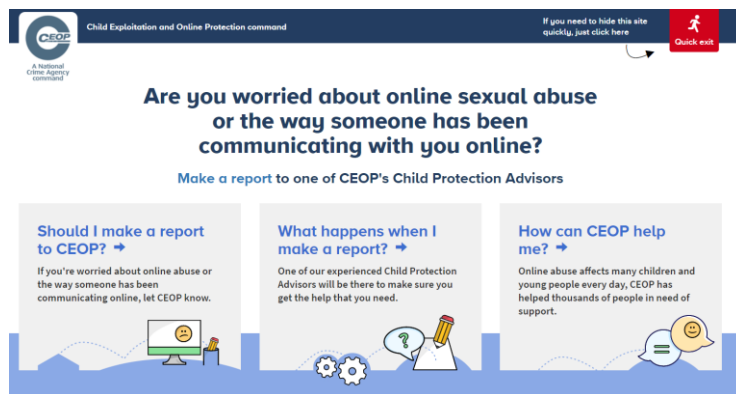 CEOP
A National
Crime Agency
command
Child Exploitation and Online Protection command
If you need to hide this site
quickly, just click here
Quick exit
Are you worried about online sexual abuse
or the way someone has been
communicating with you online?
Make a report to one of CEOP's Child Protection Advisors
Should I make a report
to CEOP? ➜
If you're worried about online abuse or
the way someone has been
communicating online, let CEOP know.
What happens when I
make a report? ➜
One of our experienced Child Protection
Advisors will be there to make sure you
get the help that you need.
?
How can CEOP help
me? ➜
Online abuse affects many children and
young people every day, CEOP has
helped thousands of people in need of
support.